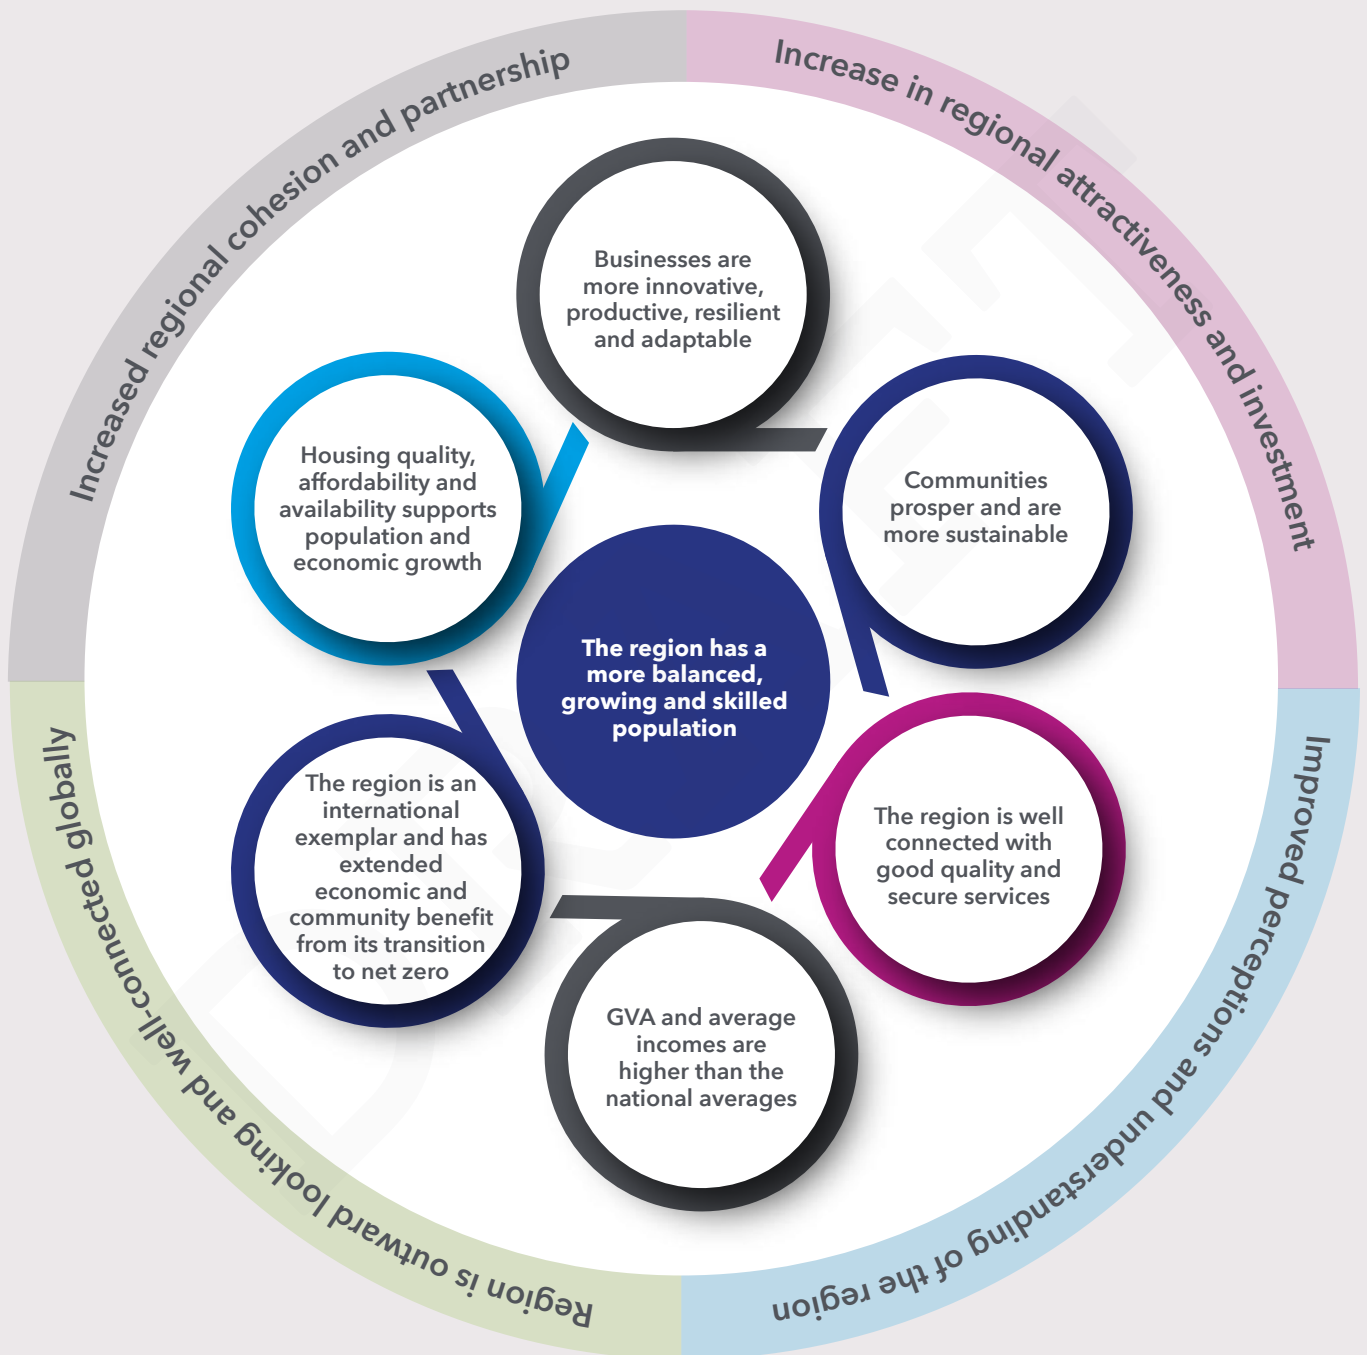 Increased regional cohesion and partnership
Increase in regional attractiveness and investment
Improved perceptions and understanding of the region
Region is outward looking and well-connected globally
Businesses are
more innovative,
productive, resilient
and adaptable
Communities
prosper and are
more sustainable
The region is well
connected with
good quality and
secure services
GVA and average
incomes are
higher than the
national averages
The region is an
international
exemplar and has
extended
economic and
community benefit
from its transition
to net zero
Housing quality,
affordability and
availability supports
population and
economic growth
The region has a
more balanced,
growing and skilled
population